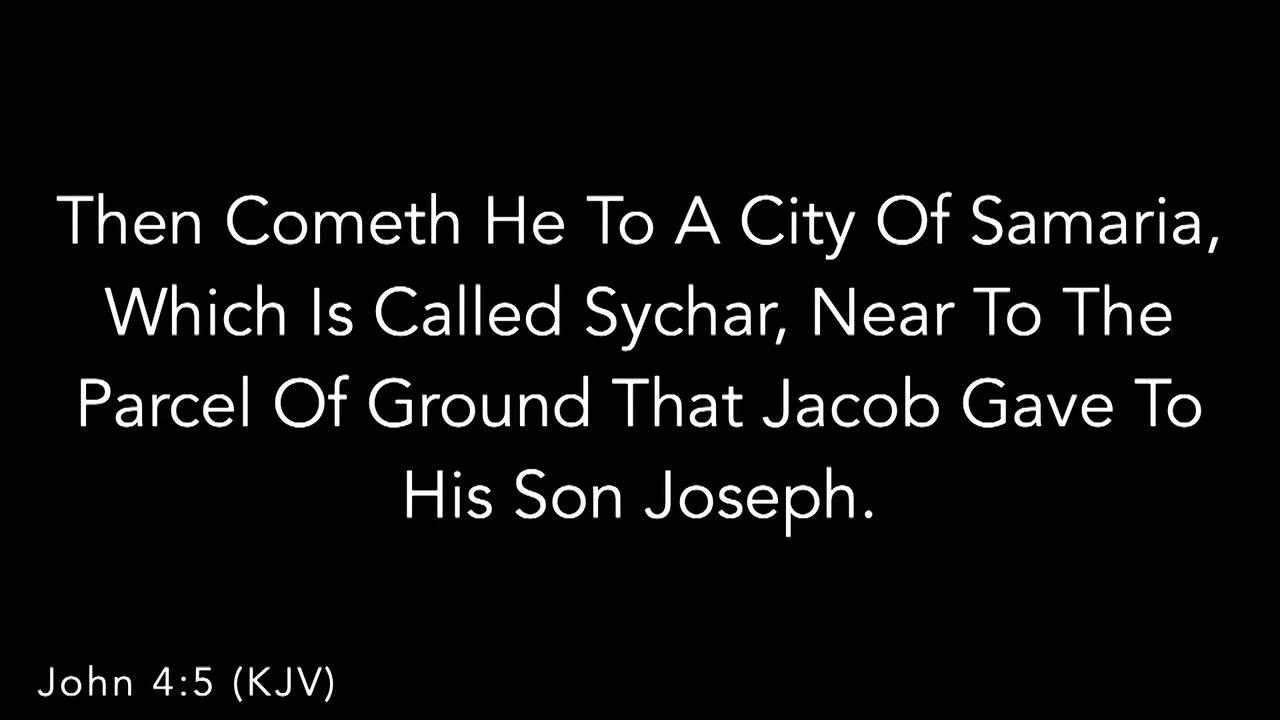 Then Cometh He To A City Of Samaria,
Which Is Called Sychar, Near To The
Parcel Of Ground That Jacob Gave To
His Son Joseph.
John 4:5 (KJV)